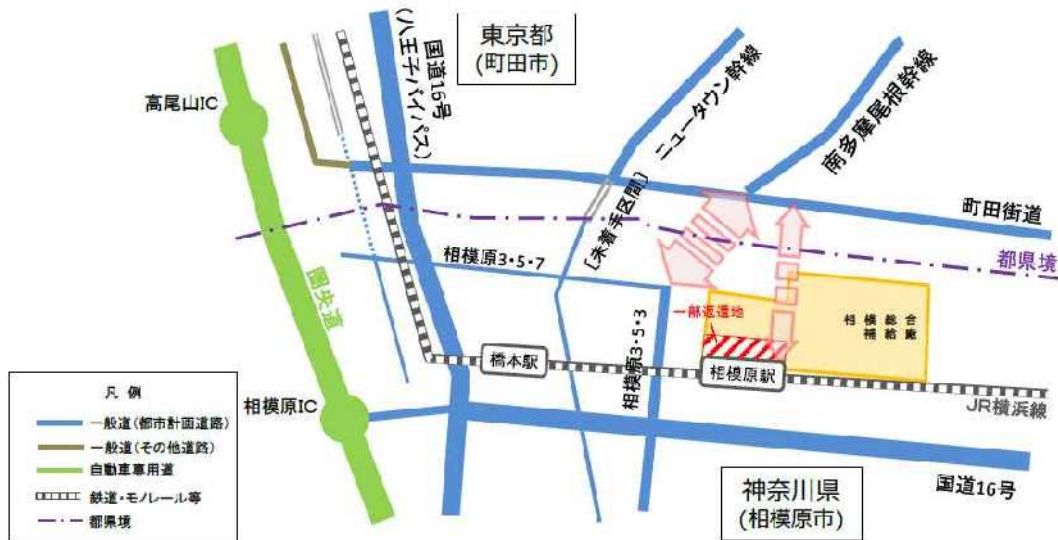 東京都
(町田市)
国道16号
(八王子バイパス)
ニュータウン幹線
〔未着手区間〕
南多摩尾根幹線
高尾山IC
町田街道
都県境
相模原3・5・7
圏央道
一部返還地
相模総合
補給廠
橋本駅
相模原3・5・3
相模原駅
JR横浜線
相模原IC
国道16号
神奈川県
(相模原市)
凡例
一般道(都市計画道路)
一般道(その他道路)
自動車専用道
鉄道・モノレール等
都県境